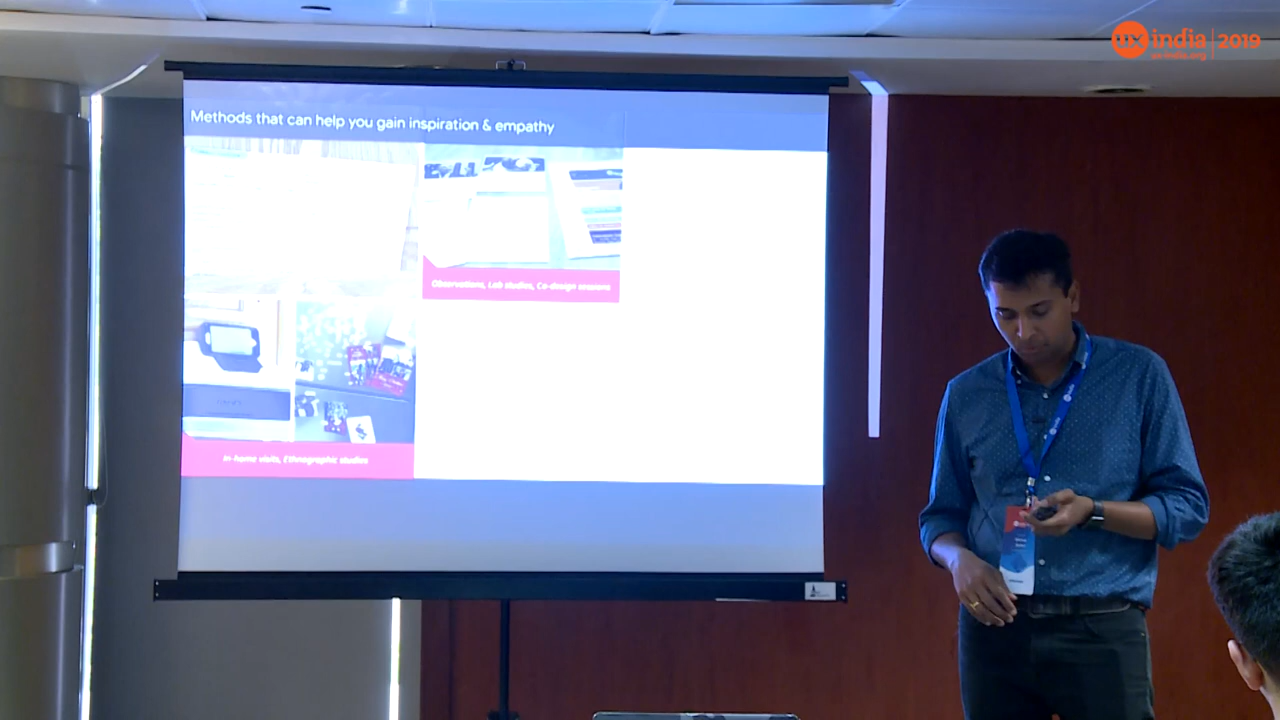 ux india 2019
Methods that can help you gain inspiration & empathy
Observations, Lab studies, Co-design sessions
In-home visits, Ethnographic studies